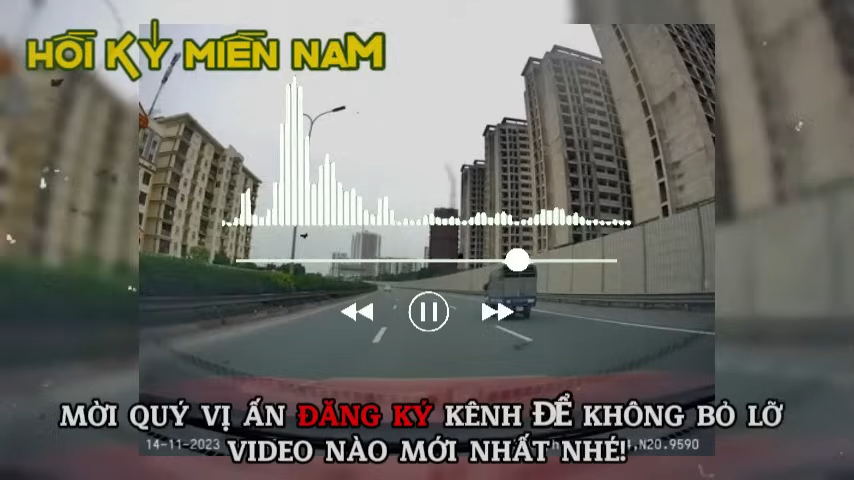 HỒI KÝ MIỀN NAM
MỜI QUÝ VỊ ẤN ĐĂNG KÝ KÊNH ĐỂ KHÔNG BỎ LỠ
14-11-2023
,N20.9590
VIDEO NÀO MỚI NHẤT NHÉ!